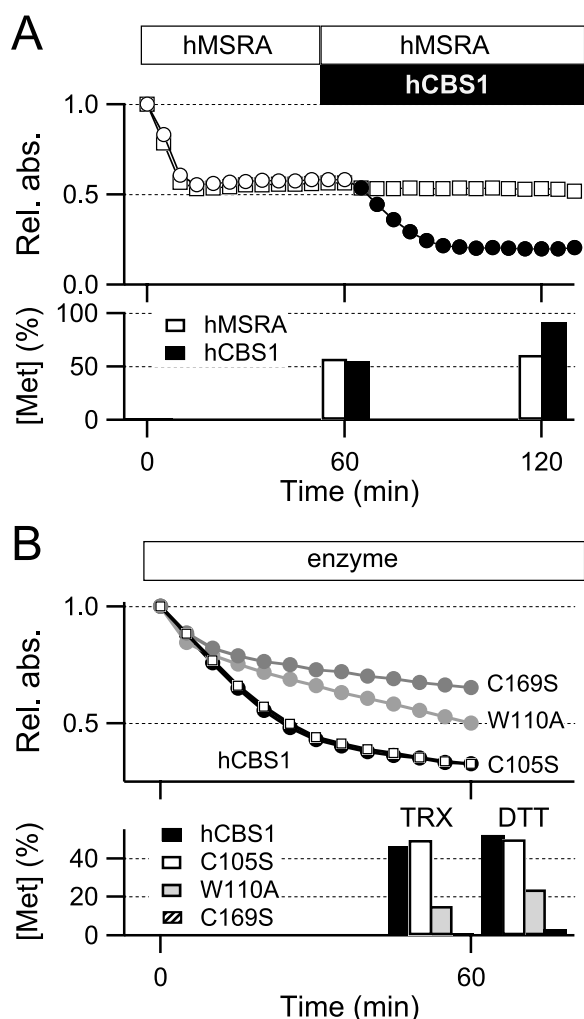 A
hMSRA
hMSRA
hCBS1
1.0
0.5
0.0
Rel. abs.
100
50
0
[Met] (%)
hMSRA
hCBS1
0
60
120
Time (min)
B
enzyme
1.0
0.5
Rel. abs.
C169S
W110A
hCBS1
C105S
TRX
DTT
40
20
0
[Met] (%)
hCBS1
C105S
W110A
C169S
0
60
Time (min)